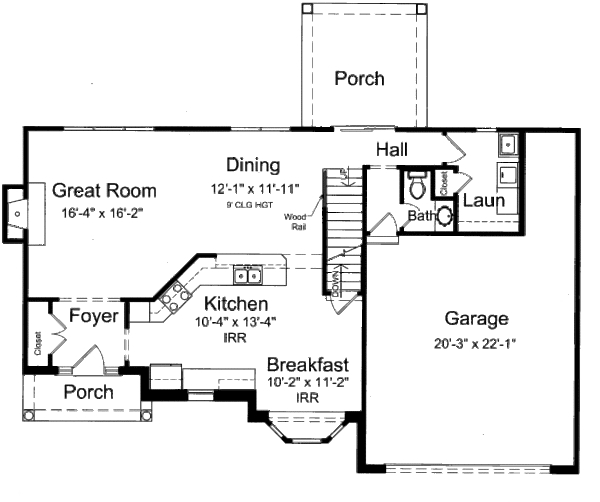 Porch
Hall
Dining
12'-1" x 11'-11"
9' CLG HGT
Great Room
16'-4" x 16'-2"
UP
Wood
Rail
Closet
Laun
Bath
DOWN
Kitchen
10'-4" x 13'-4"
IRR
Foyer
Closet
Garage
20'-3" x 22'-1"
Breakfast
10'-2" x 11'-2"
IRR
Porch